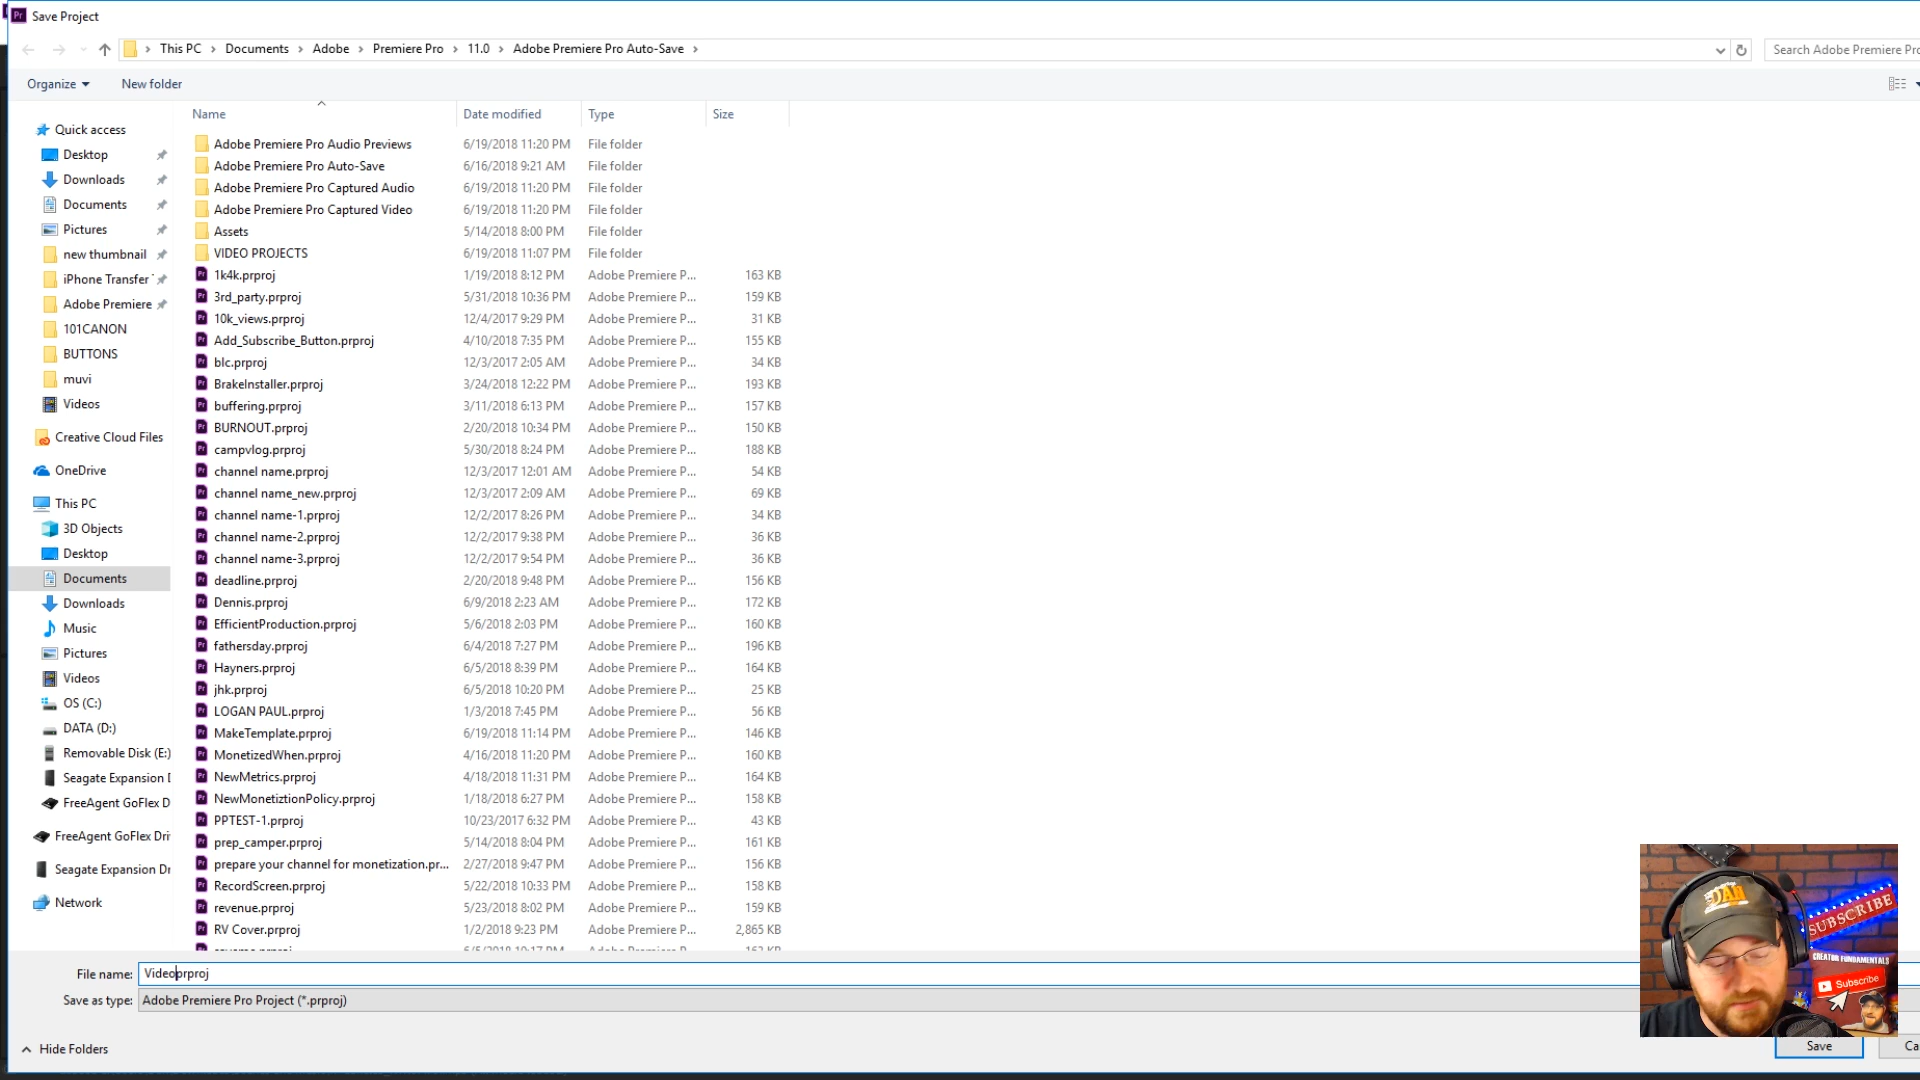 Pr Save Project
This PC > Documents > Adobe > Premiere Pro > 11.0 > Adobe Premiere Pro Auto-Save >
Search Adobe Premiere Pro
Organize New folder
Name Date modified Type Size
Quick access
Desktop
Downloads
Documents
Pictures
new thumbnail
iPhone Transfer
Adobe Premiere
101CANON
BUTTONS
muvi
Videos
Creative Cloud Files
OneDrive
This PC
3D Objects
Desktop
Documents
Downloads
Music
Pictures
Videos
OS (C:)
DATA (D:)
Removable Disk (E:)
Seagate Expansion D
FreeAgent GoFlex D
FreeAgent GoFlex Dri
Seagate Expansion Dr
Network
Adobe Premiere Pro Audio Previews 6/19/2018 11:20 PM File folder
Adobe Premiere Pro Auto-Save 6/16/2018 9:21 AM File folder
Adobe Premiere Pro Captured Audio 6/19/2018 11:20 PM File folder
Adobe Premiere Pro Captured Video 6/19/2018 11:20 PM File folder
Assets 5/14/2018 8:00 PM File folder
VIDEO PROJECTS 6/19/2018 11:07 PM File folder
1k4k.prproj 1/19/2018 8:12 PM Adobe Premiere P... 163 KB
3rd_party.prproj 5/31/2018 10:36 PM Adobe Premiere P... 159 KB
10k_views.prproj 12/4/2017 9:29 PM Adobe Premiere P... 31 KB
Add_Subscribe_Button.prproj 4/10/2018 7:35 PM Adobe Premiere P... 155 KB
blc.prproj 12/3/2017 2:05 AM Adobe Premiere P... 34 KB
BrakeInstaller.prproj 3/24/2018 12:22 PM Adobe Premiere P... 193 KB
buffering.prproj 3/11/2018 6:13 PM Adobe Premiere P... 157 KB
BURNOUT.prproj 2/20/2018 10:34 PM Adobe Premiere P... 150 KB
campvlog.prproj 5/30/2018 8:24 PM Adobe Premiere P... 188 KB
channel name.prproj 12/3/2017 12:01 AM Adobe Premiere P... 54 KB
channel name_new.prproj 12/3/2017 2:09 AM Adobe Premiere P... 69 KB
channel name-1.prproj 12/2/2017 8:26 PM Adobe Premiere P... 34 KB
channel name-2.prproj 12/2/2017 9:38 PM Adobe Premiere P... 36 KB
channel name-3.prproj 12/2/2017 9:54 PM Adobe Premiere P... 36 KB
deadline.prproj 2/20/2018 9:48 PM Adobe Premiere P... 156 KB
Dennis.prproj 6/9/2018 2:23 AM Adobe Premiere P... 172 KB
EfficientProduction.prproj 5/6/2018 2:03 PM Adobe Premiere P... 160 KB
fathersday.prproj 6/4/2018 7:27 PM Adobe Premiere P... 196 KB
Hayners.prproj 6/5/2018 8:39 PM Adobe Premiere P... 164 KB
jhk.prproj 6/5/2018 10:20 PM Adobe Premiere P... 25 KB
LOGAN PAUL.prproj 1/3/2018 7:45 PM Adobe Premiere P... 56 KB
MakeTemplate.prproj 6/19/2018 11:14 PM Adobe Premiere P... 146 KB
MonetizedWhen.prproj 4/16/2018 11:20 PM Adobe Premiere P... 160 KB
NewMetrics.prproj 4/18/2018 11:31 PM Adobe Premiere P... 164 KB
NewMonetiztionPolicy.prproj 1/18/2018 6:27 PM Adobe Premiere P... 158 KB
PPTEST-1.prproj 10/23/2017 6:32 PM Adobe Premiere P... 43 KB
prep_camper.prproj 5/14/2018 8:04 PM Adobe Premiere P... 161 KB
prepare your channel for monetization.pr... 2/27/2018 9:47 PM Adobe Premiere P... 156 KB
RecordScreen.prproj 5/22/2018 10:33 PM Adobe Premiere P... 158 KB
revenue.prproj 5/23/2018 8:02 PM Adobe Premiere P... 159 KB
RV Cover.prproj 1/2/2018 9:23 PM Adobe Premiere P... 2,865 KB
File name: Videoprproj
Save as type: Adobe Premiere Pro Project (*.prproj)
Hide Folders
Save
Ca
DAH
SUBSCRIBE
CREATOR FUNDAMENTALS
Subscribe